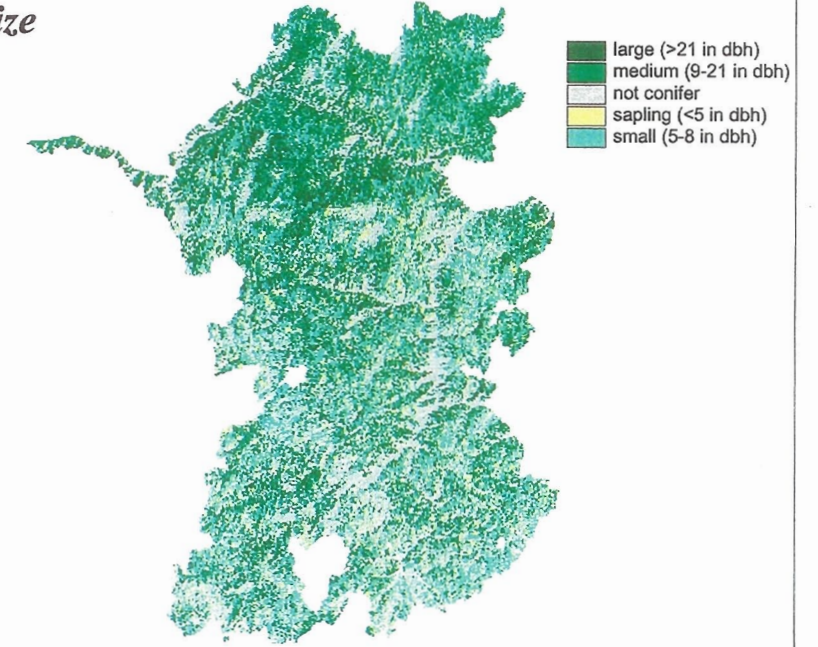 ize
large (>21 in dbh)
medium (9-21 in dbh)
not conifer
sapling (<5 in dbh)
small (5-8 in dbh)